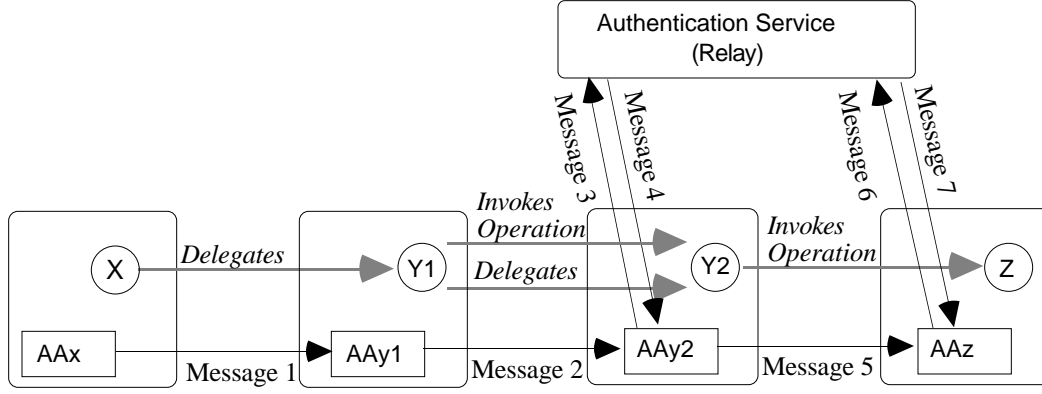 Authentication Service
(Relay)
Message 3
Message 4
Message 6
Message 7
Delegates
Invokes
Operation
Delegates
Invokes
Operation
X
Y1
Y2
Z
AAx
AAy1
AAy2
AAz
Message 1
Message 2
Message 5